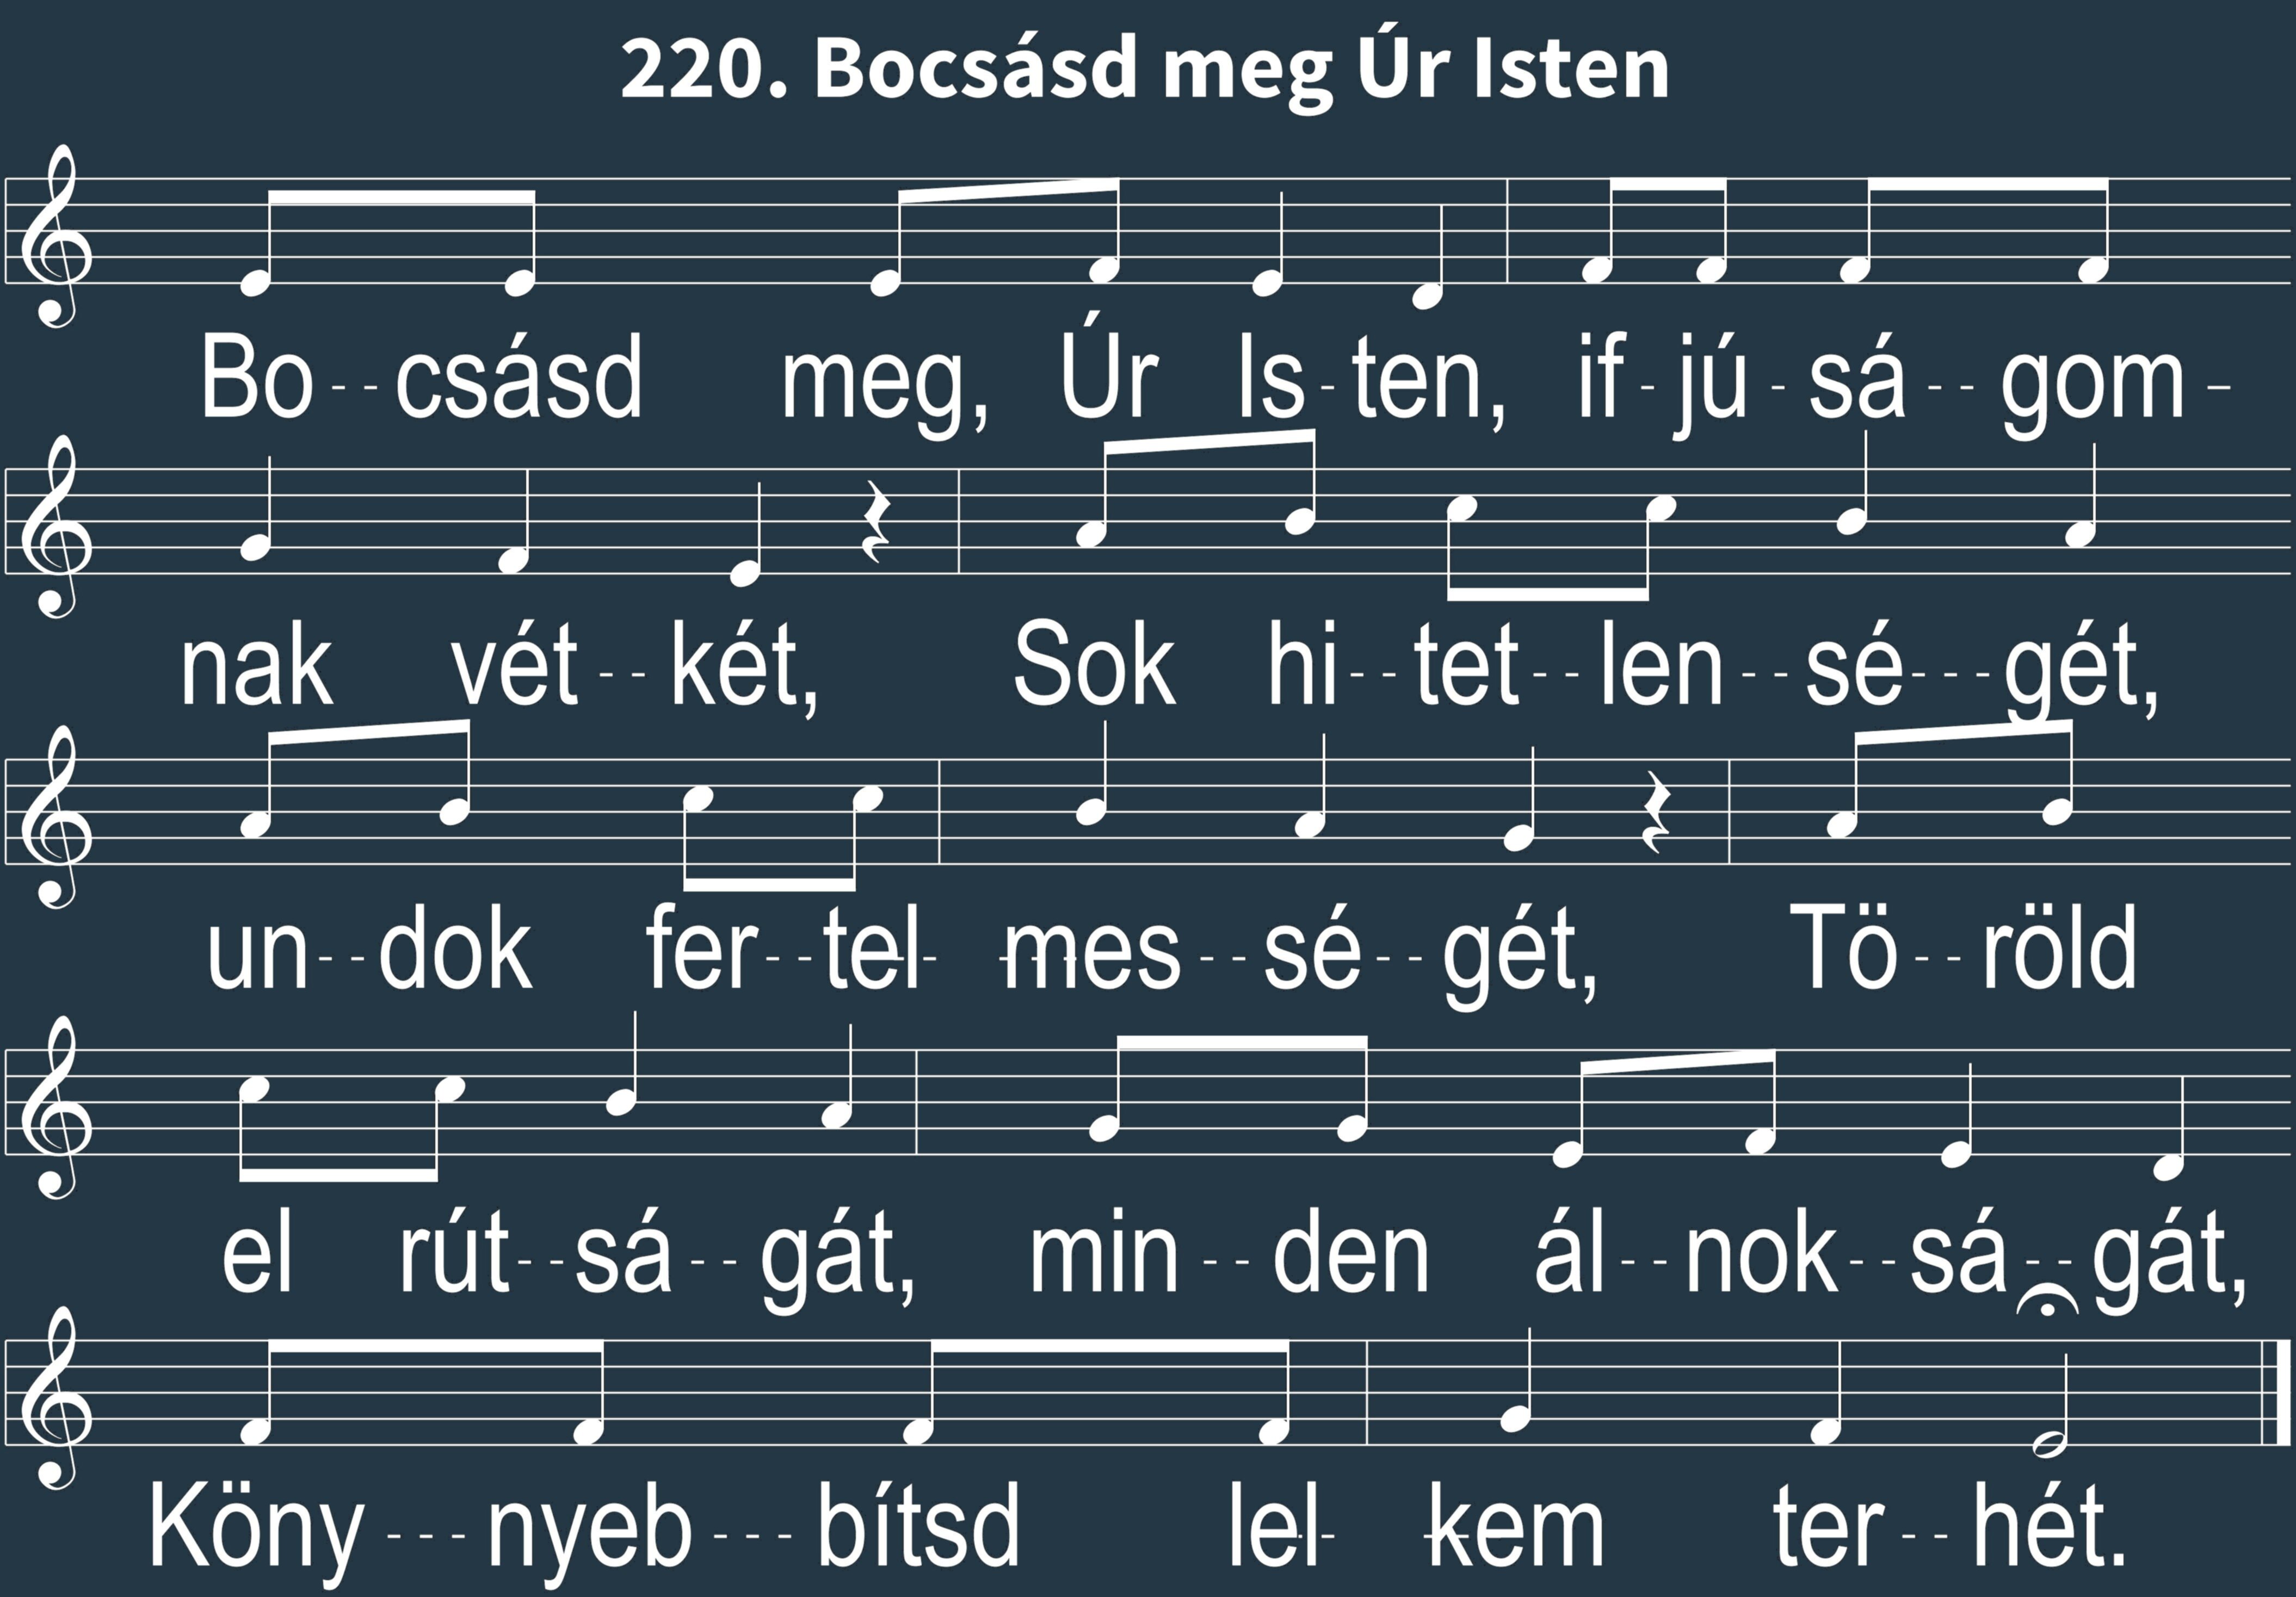 220. Bocsásd meg Úr Isten
Bo--csásd meg, Úr Is-ten, if-jú-sá--gom-
nak vét--két, Sok hi--tet--len--sé---gét,
un--dok fer--tel- ---mes--sé--gét, Tö--röld
el rút--sá--gát, min--den ál--nok--sá--gát,
Köny---nyeb---bítsd lel- --kem ter--hét.